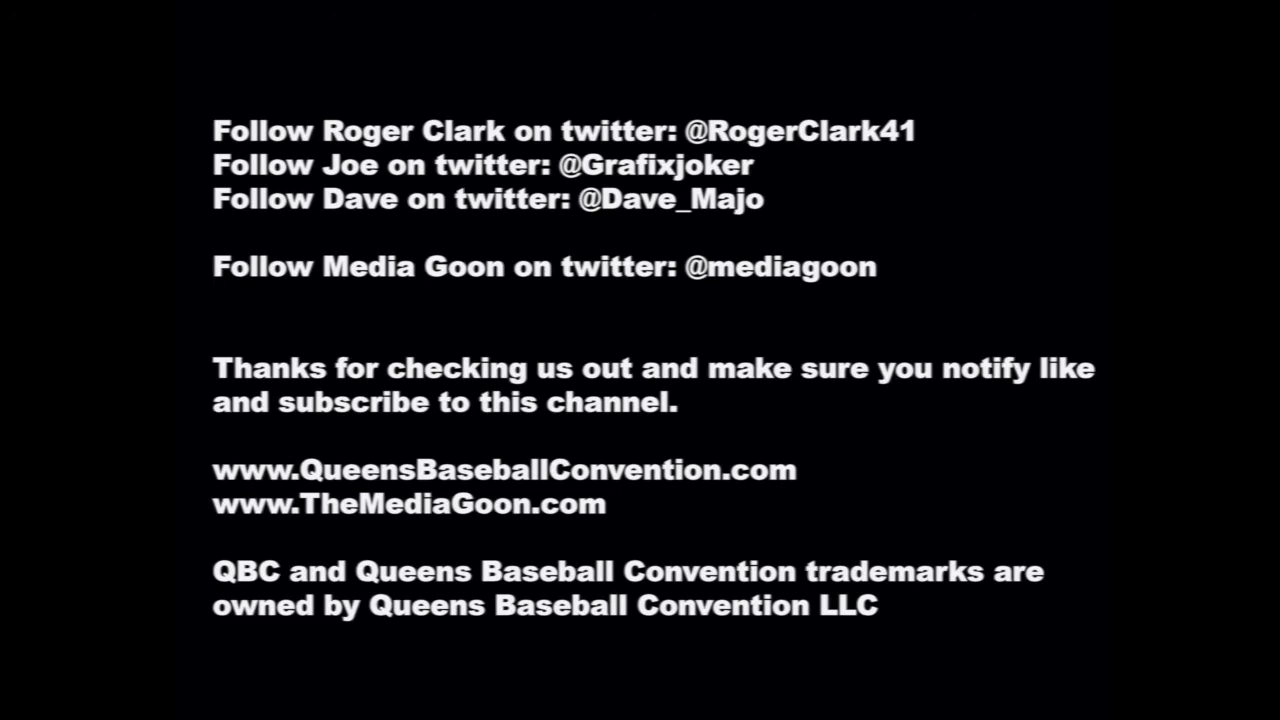 Follow Roger Clark on twitter: @RogerClark41
Follow Joe on twitter: @Grafixjoker
Follow Dave on twitter: @Dave_Majo
Follow Media Goon on twitter: @mediagoon
Thanks for checking us out and make sure you notify like
and subscribe to this channel.
www.QueensBaseballConvention.com
www.TheMediaGoon.com
QBC and Queens Baseball Convention trademarks are
owned by Queens Baseball Convention LLC